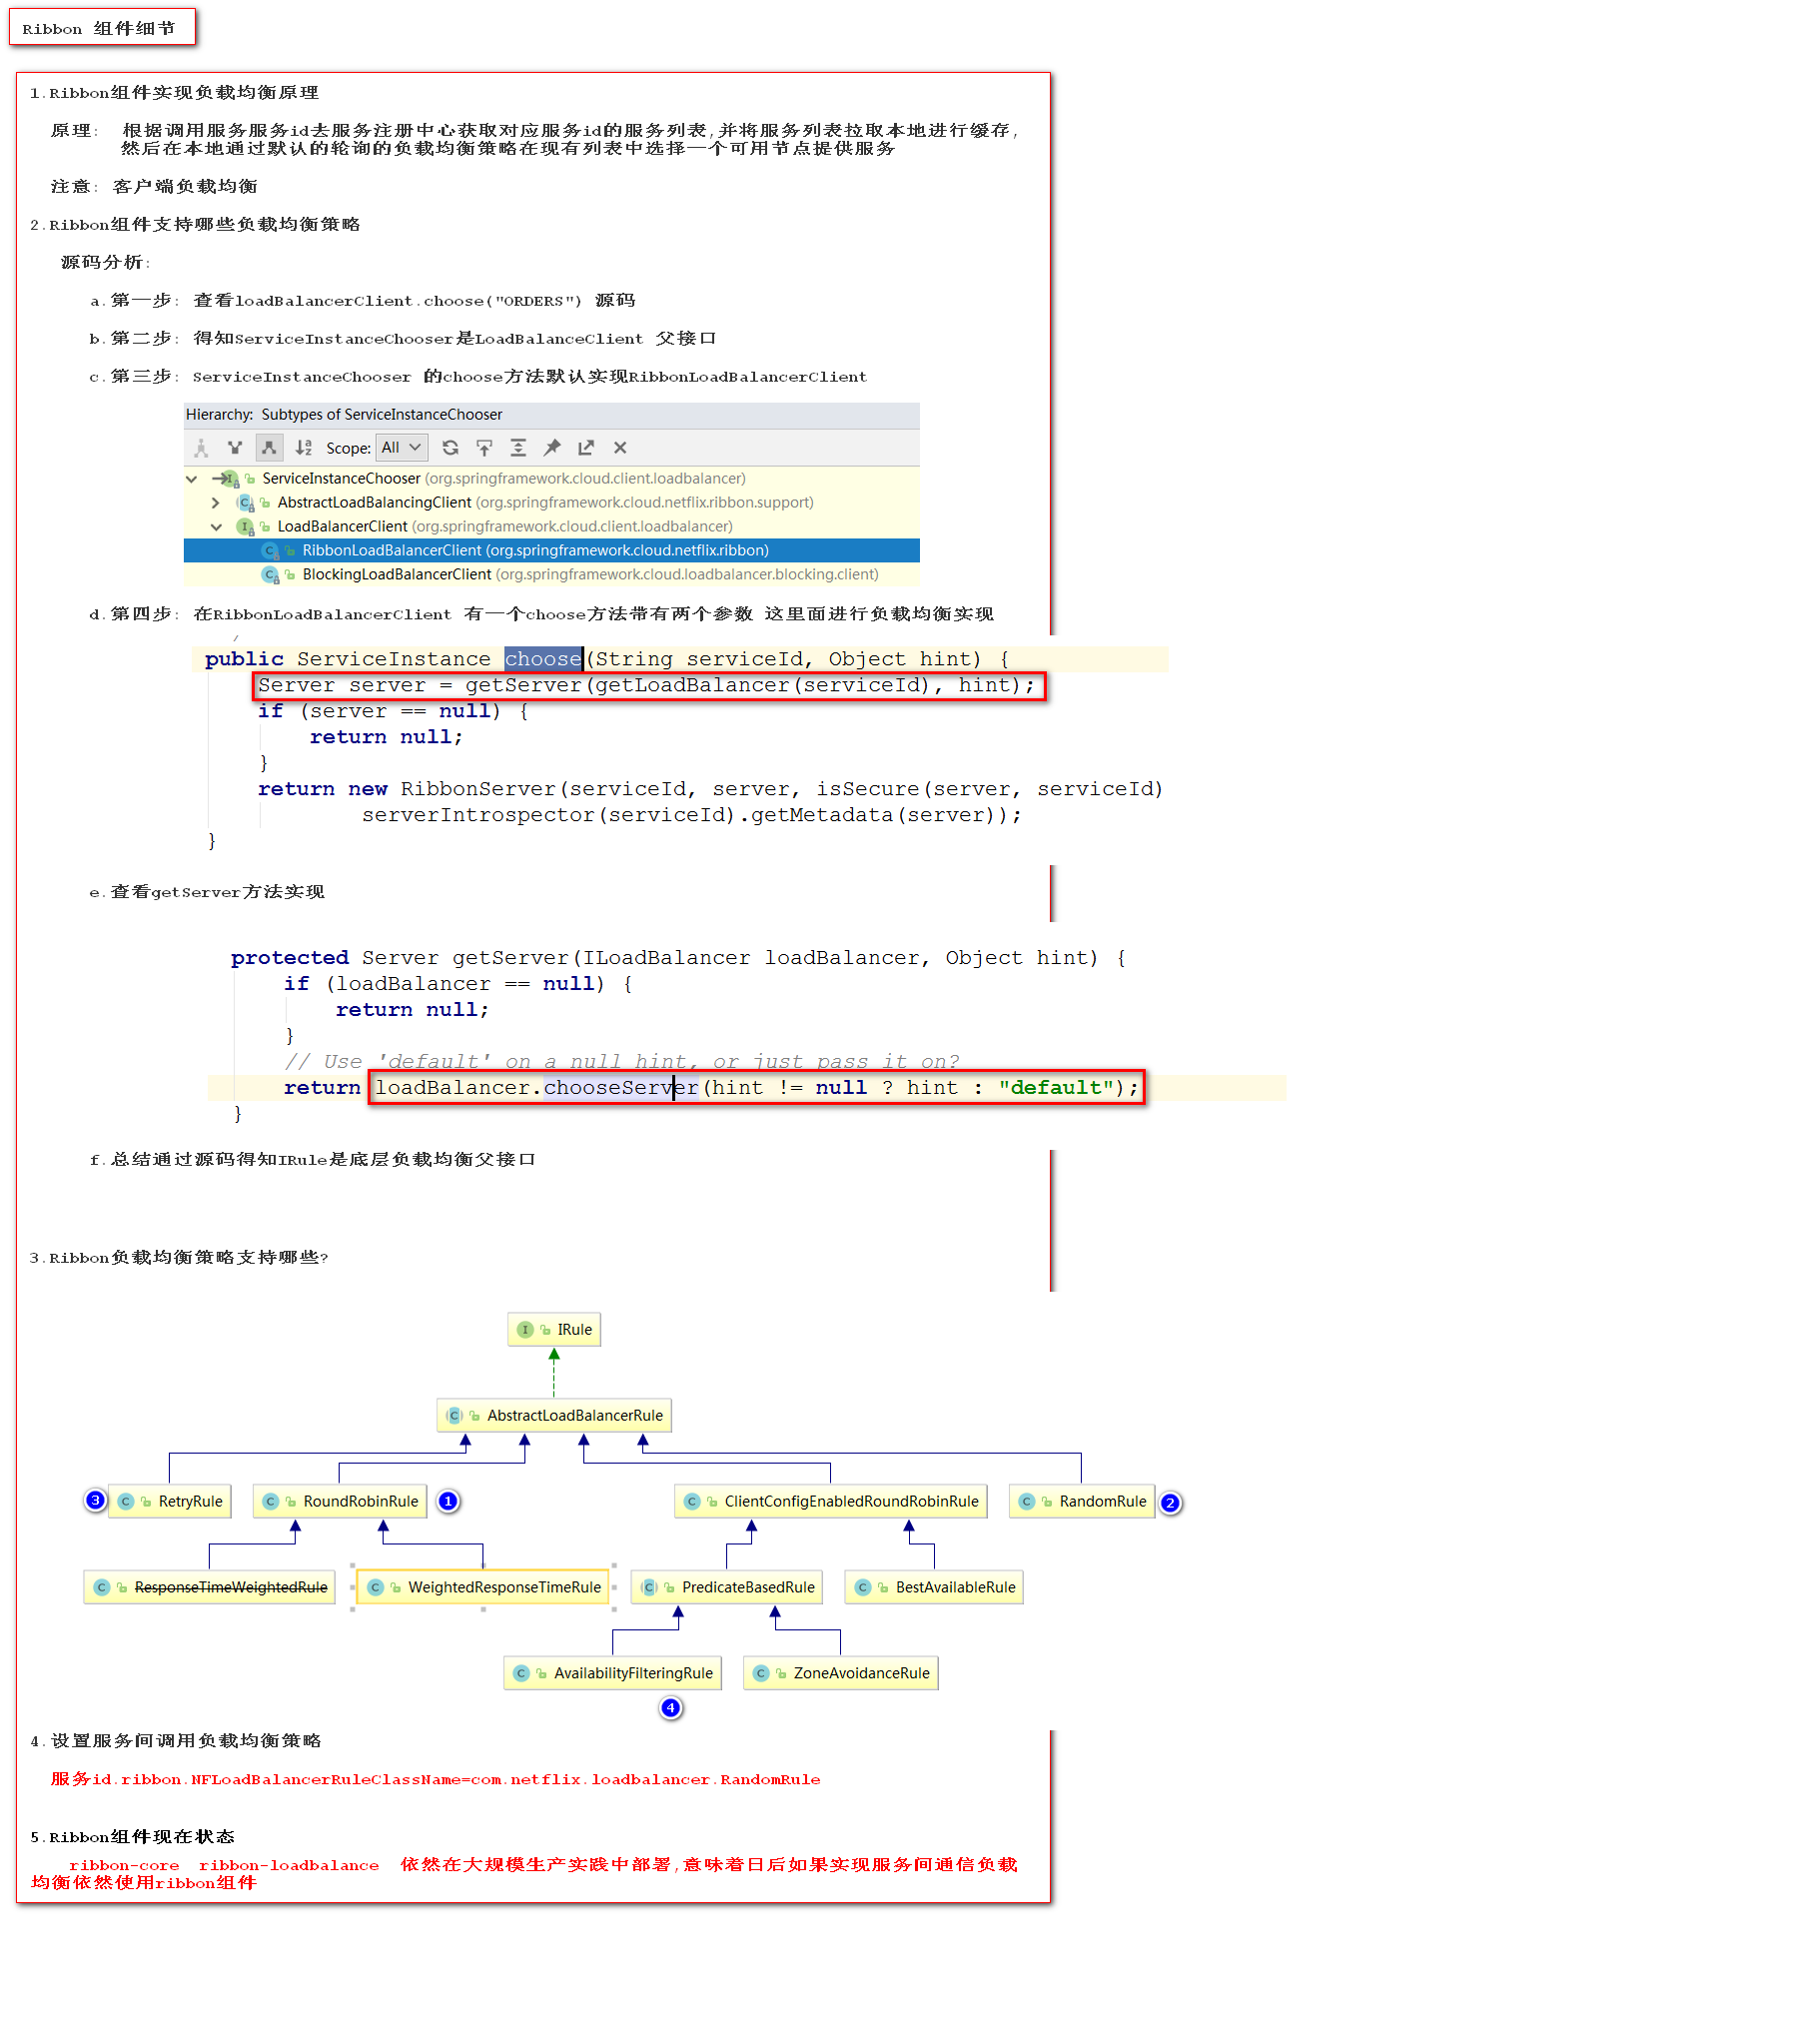 Ribbon 组件细节
1.Ribbon组件实现负载均衡原理
原理: 根据调用服务服务id去服务注册中心获取对应服务id的服务列表,并将服务列表拉取本地进行缓存,
然后在本地通过默认的轮询的负载均衡策略在现有列表中选择一个可用节点提供服务
注意: 客户端负载均衡
2.Ribbon组件支持哪些负载均衡策略
源码分析:
a.第一步: 查看loadBalancerClient.choose("ORDERS") 源码
b.第二步: 得知ServiceInstanceChooser是LoadBalanceClient 父接口
c.第三步: ServiceInstanceChooser 的choose方法默认实现RibbonLoadBalancerClient
Hierarchy: Subtypes of ServiceInstanceChooser
Scope: All
ServiceInstanceChooser (org.springframework.cloud.client.loadbalancer)
AbstractLoadBalancingClient (org.springframework.cloud.netflix.ribbon.support)
LoadBalancerClient (org.springframework.cloud.client.loadbalancer)
RibbonLoadBalancerClient (org.springframework.cloud.netflix.ribbon)
BlockingLoadBalancerClient (org.springframework.cloud.loadbalancer.blocking.client)
d.第四步: 在RibbonLoadBalancerClient 有一个choose方法带有两个参数 这里面进行负载均衡实现
public ServiceInstance choose(String serviceId, Object hint) {
Server server = getServer(getLoadBalancer(serviceId), hint);
if (server == null) {
return null;
}
return new RibbonServer(serviceId, server, isSecure(server, serviceId)
serverIntrospector(serviceId).getMetadata(server));
}
e.查看getServer方法实现
protected Server getServer(ILoadBalancer loadBalancer, Object hint) {
if (loadBalancer == null) {
return null;
}
// Use 'default' on a null hint, or just pass it on?
return loadBalancer.chooseServer(hint != null ? hint : "default");
}
f.总结通过源码得知IRule是底层负载均衡父接口
3.Ribbon负载均衡策略支持哪些?
I IRule
C AbstractLoadBalancerRule
3 C RetryRule C RoundRobinRule 1 C ClientConfigEnabledRoundRobinRule C RandomRule 2
C ResponseTimeWeightedRule C WeightedResponseTimeRule C PredicateBasedRule C BestAvailableRule
C AvailabilityFilteringRule C ZoneAvoidanceRule
4
4.设置服务间调用负载均衡策略
服务id.ribbon.NFLoadBalancerRuleClassName=com.netflix.loadbalancer.RandomRule
5.Ribbon组件现在状态
ribbon-core ribbon-loadbalance 依然在大规模生产实践中部署,意味着日后如果实现服务间通信负载
均衡依然使用ribbon组件